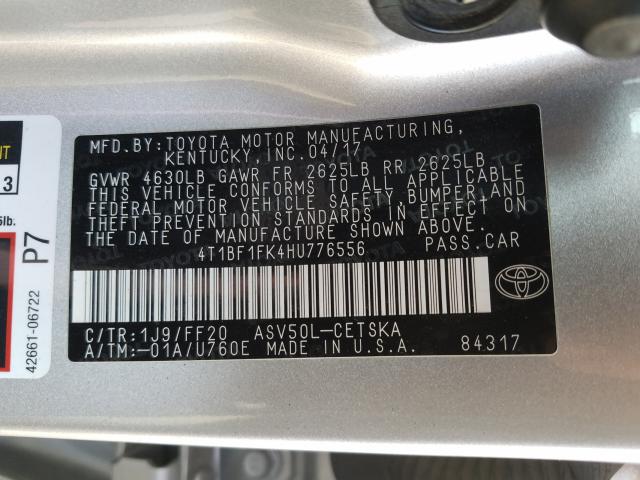 MFD.BY:TOYOTA MOTOR MANUFACTURING,
KENTUCKY,INC.04/17
GVWR 4630LB GAWR FR 2625LB RR 2625LB
THIS VEHICLE CONFORMS TO ALL APPLICABLE
FEDERAL MOTOR VEHICLE SAFETY,BUMPER,AND
THEFT PREVENTION STANDARDS IN EFFECT ON
THE DATE OF MANUFACTURE SHOWN ABOVE.
4T1BF1FK4HU776556 PASS.CAR
C/TR:1J9/FF20 ASV50L-CETSKA
A/TM:-01A/U760E MADE IN U.S.A. 84317
TOYOTA
P7
42661-06722
3
lb.